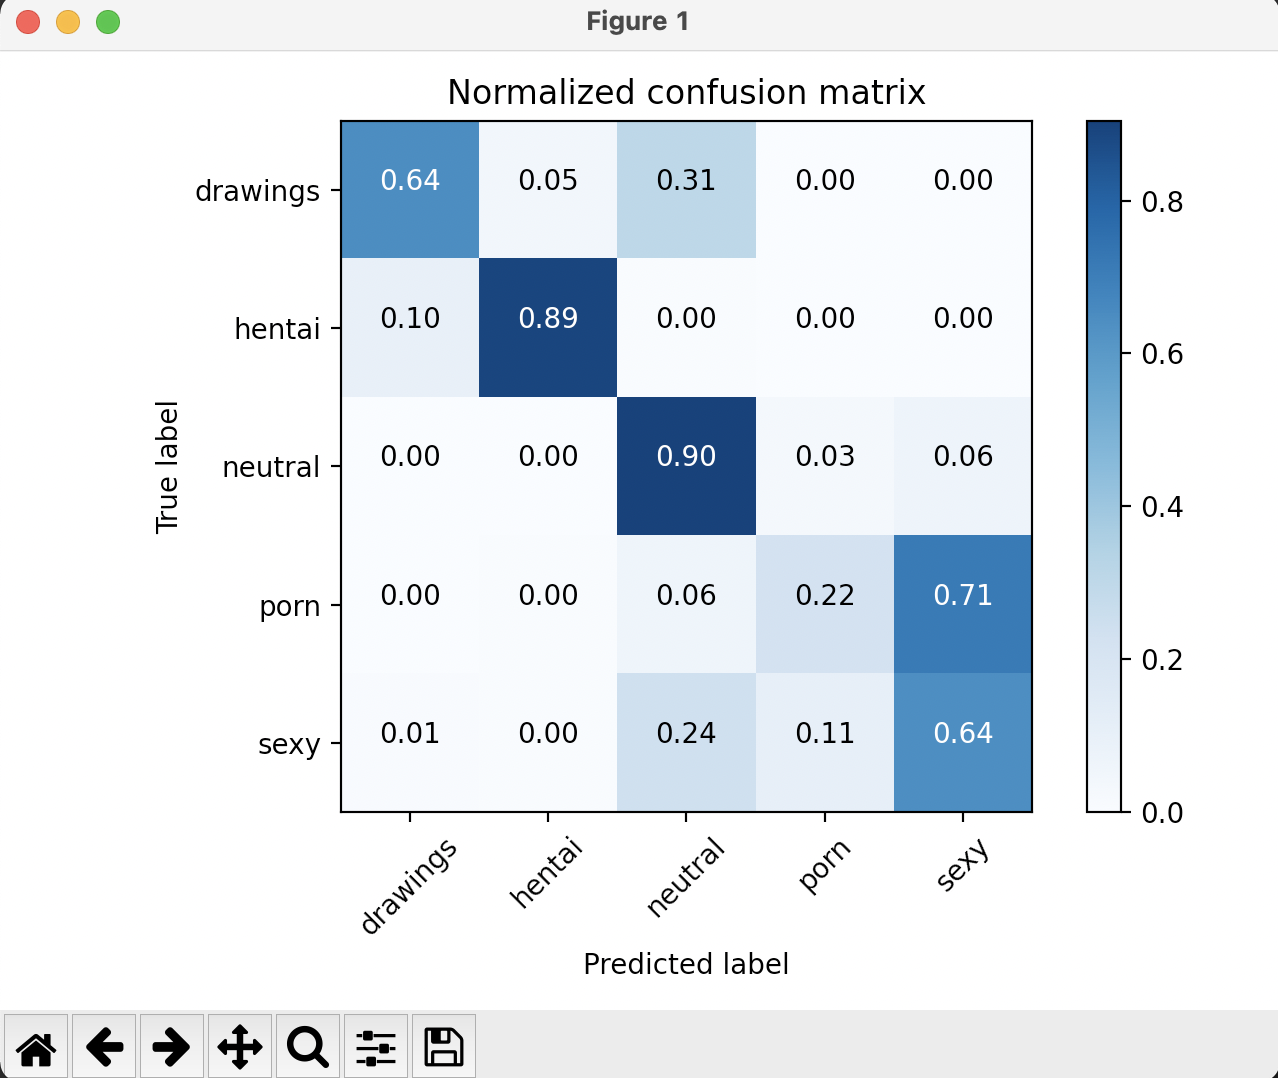 Figure 1
Normalized confusion matrix
drawings 0.64 0.05 0.31 0.00 0.00
hentai 0.10 0.89 0.00 0.00 0.00
neutral 0.00 0.00 0.90 0.03 0.06
porn 0.00 0.00 0.06 0.22 0.71
sexy 0.01 0.00 0.24 0.11 0.64
True label
drawings hentai neutral porn sexy
Predicted label
0.8
0.6
0.4
0.2
0.0